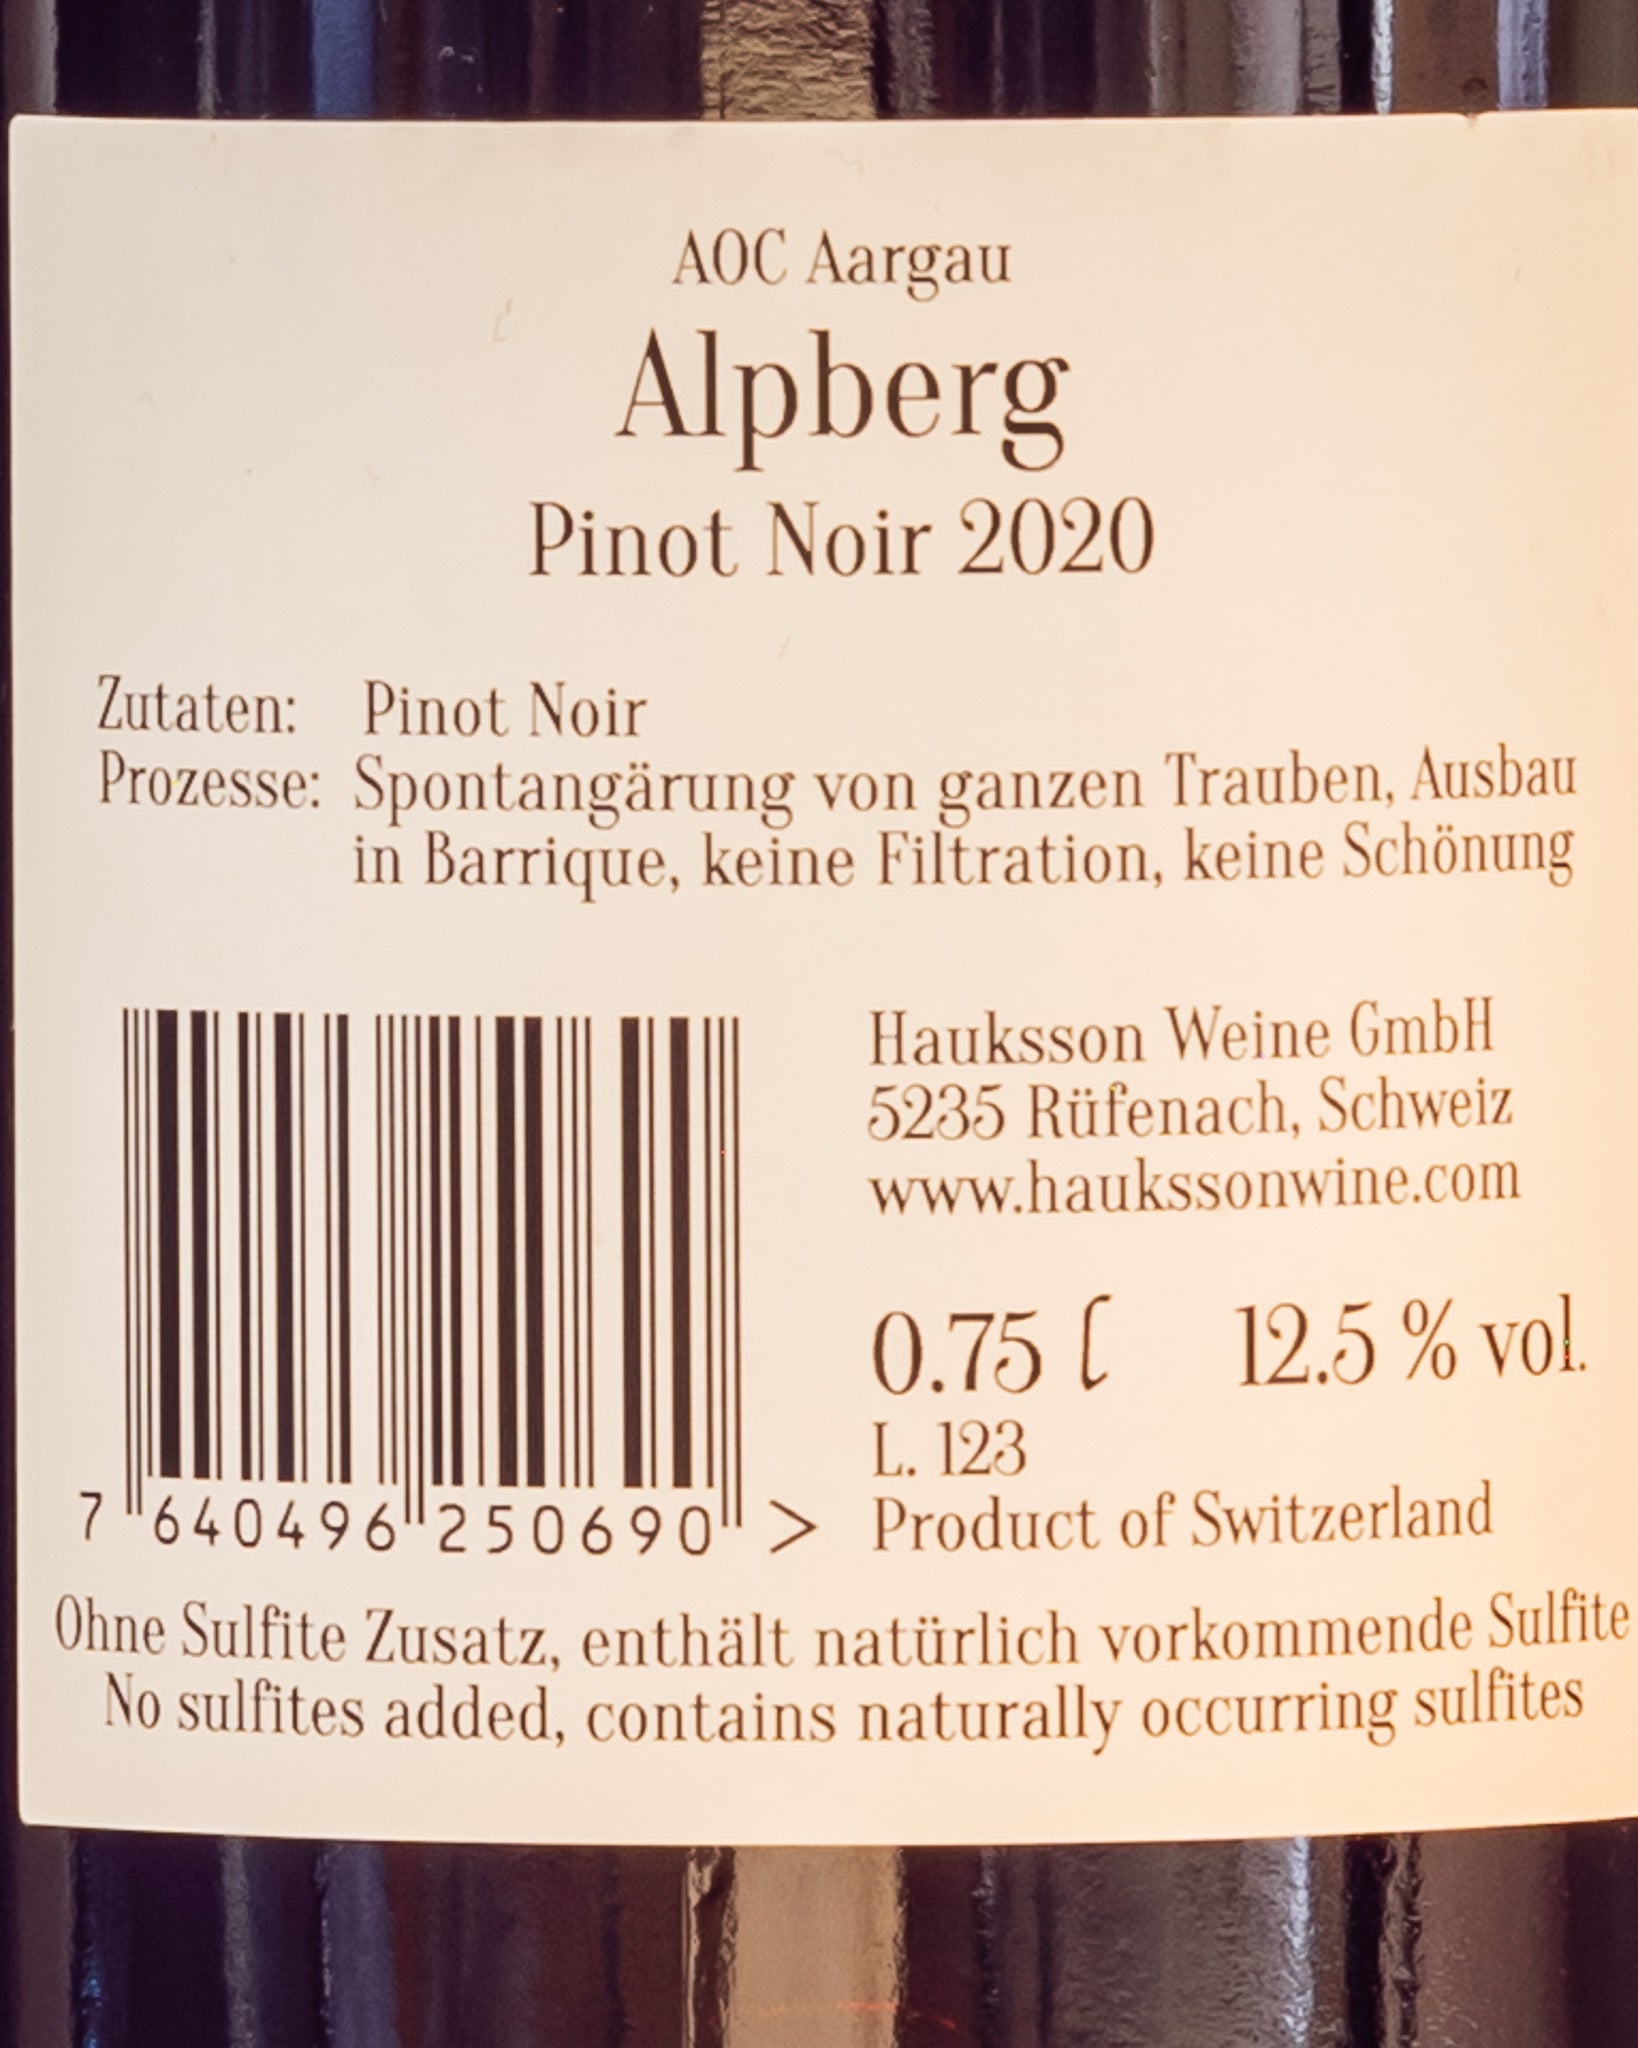 AOC Aargau
Alpberg
Pinot Noir 2020
Zutaten: Pinot Noir
Prozesse: Spontangärung von ganzen Trauben, Ausbau
in Barrique, keine Filtration, keine Schönung
Hauksson Weine GmbH
5235 Rüfenach, Schweiz
www.haukssonwine.com
0.75 l 12.5 % vol.
L. 123
7 640496 250690 > Product of Switzerland
Ohne Sulfite Zusatz, enthält natürlich vorkommende Sulfite
No sulfites added, contains naturally occurring sulfites